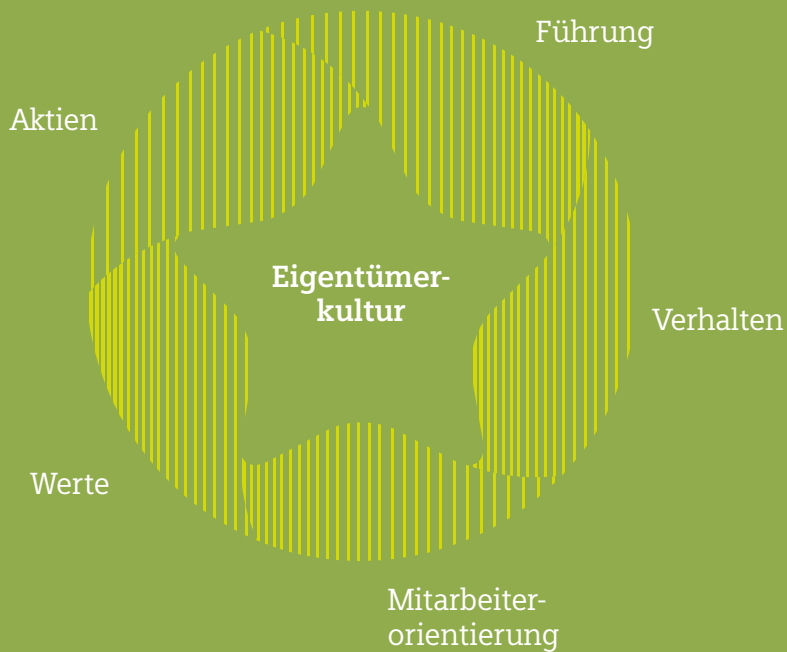 Führung
Aktien
Eigentümer-
kultur
Verhalten
Werte
Mitarbeiter-
orientierung